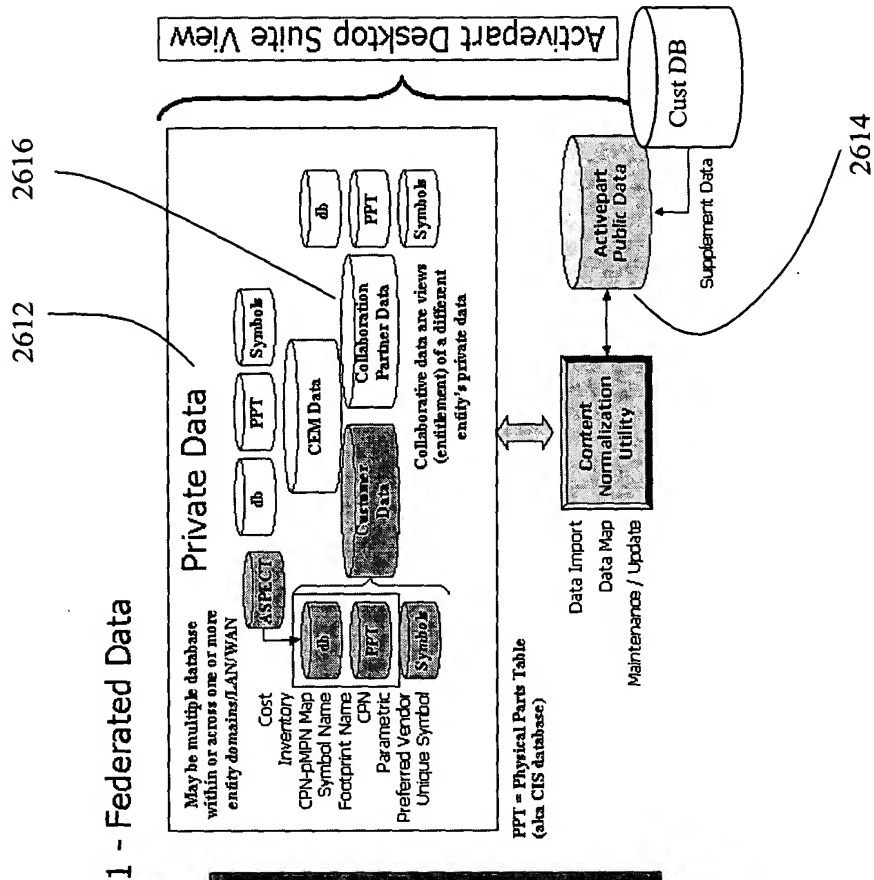 1 - Federated Data
2612
2616
Private Data
May be multiple database
within or across one or more
entity domains/LAN/WAN
ASPECT
db
PPT
Symbols
CEM Data
Cost
Inventory
CPN-pMPN Map
Symbol Name
Footprint Name
CPN
Parametric
Preferred Vendor
Unique Symbol
db
PPT
Symbols
Customer
Data
Collaboration
Partner Data
db
PPT
Symbols
Collaborative data are views
(entitlement) of a different
entity's private data
PPT = Physical Parts Table
(aka CIS database)
Activepart Desktop Suite View
Data Import
Data Map
Maintenance / Update
Content
Normalization
Utility
Activepart
Public Data
Cust DB
Supplement Data
2614